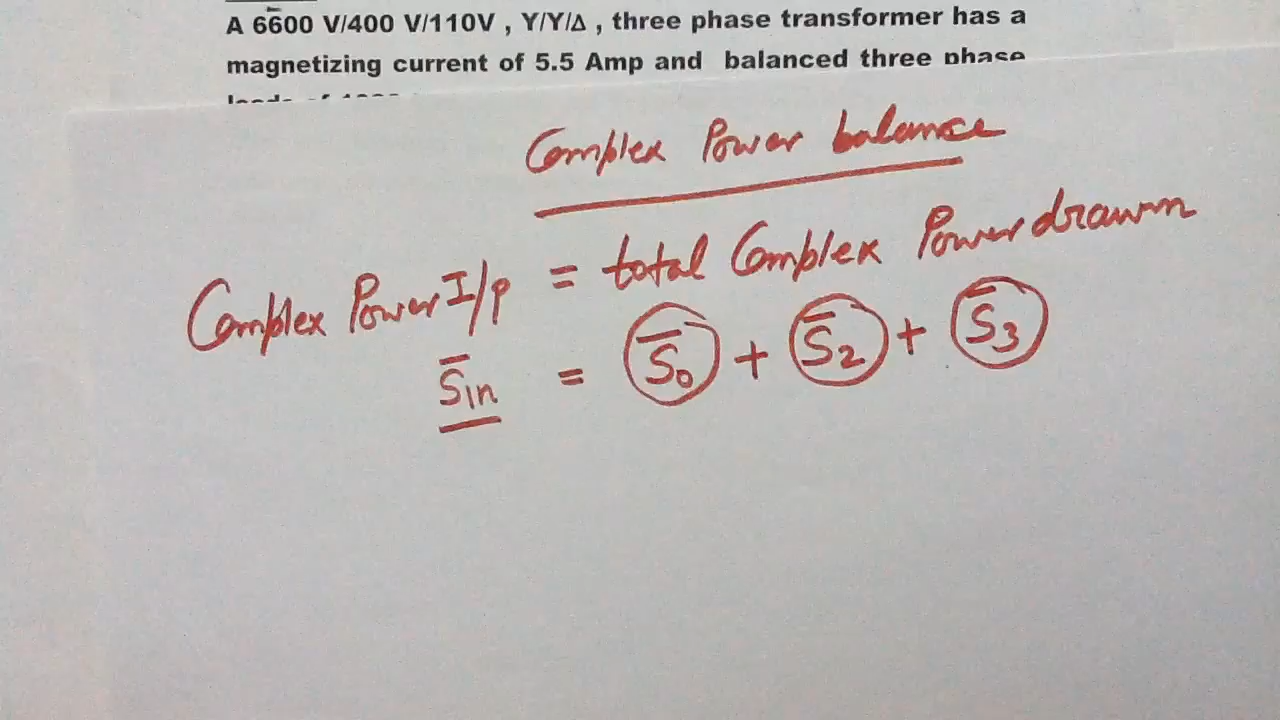 A 6600 V/400 V/110V , Y/Y/Δ , three phase transformer has a
magnetizing current of 5.5 Amp and balanced three phase
Complex Power balance
Complex Power I/p = total Complex Power drawn
S̅in = S̅0 + S̅2 + S̅3